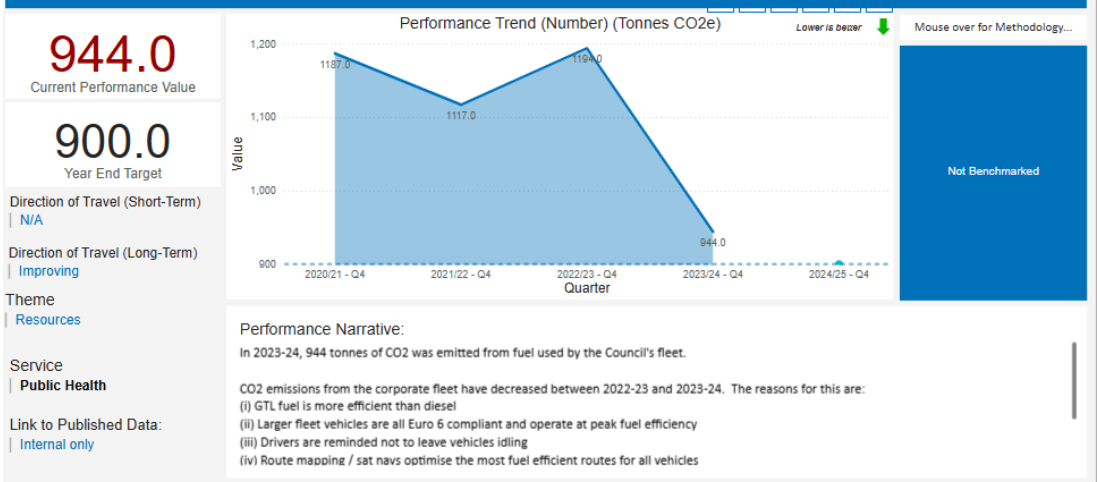 944.0
Current Performance Value
900.0
Year End Target
Direction of Travel (Short-Term)
N/A
Direction of Travel (Long-Term)
Improving
Theme
Resources
Service
Public Health
Link to Published Data:
Internal only
Performance Trend (Number) (Tonnes CO2e)
Lower is better
Value
1,200
1,100
1,000
900
1187.0
1117.0
1194.0
944.0
2020/21 - Q4
2021/22 - Q4
2022/23 - Q4
2023/24 - Q4
2024/25 - Q4
Quarter
Mouse over for Methodology...
Not Benchmarked
Performance Narrative:
In 2023-24, 944 tonnes of CO2 was emitted from fuel used by the Council's fleet.
CO2 emissions from the corporate fleet have decreased between 2022-23 and 2023-24. The reasons for this are:
(i) GTL fuel is more efficient than diesel
(ii) Larger fleet vehicles are all Euro 6 compliant and operate at peak fuel efficiency
(iii) Drivers are reminded not to leave vehicles idling
(iv) Route mapping / sat navs optimise the most fuel efficient routes for all vehicles